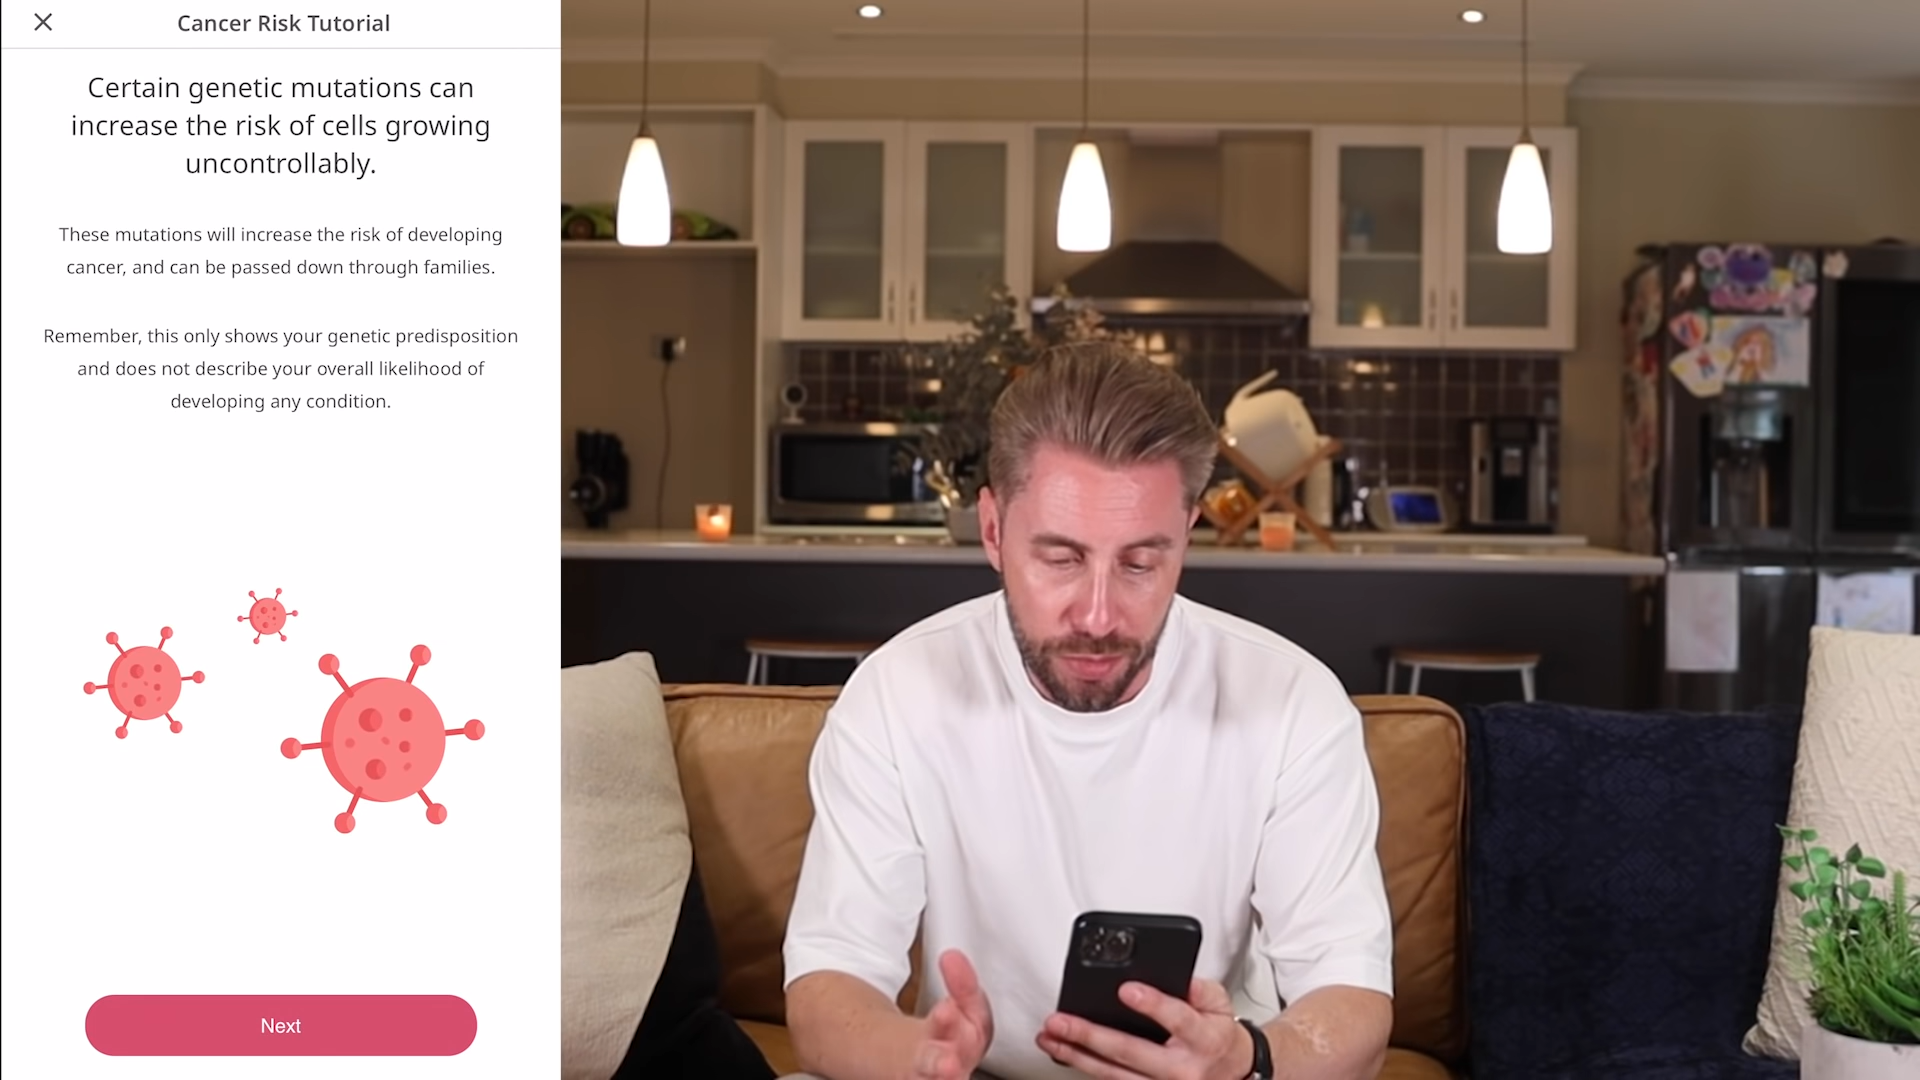 Cancer Risk Tutorial
Certain genetic mutations can
increase the risk of cells growing
uncontrollably.
These mutations will increase the risk of developing
cancer, and can be passed down through families.
Remember, this only shows your genetic predisposition
and does not describe your overall likelihood of
developing any condition.
Next